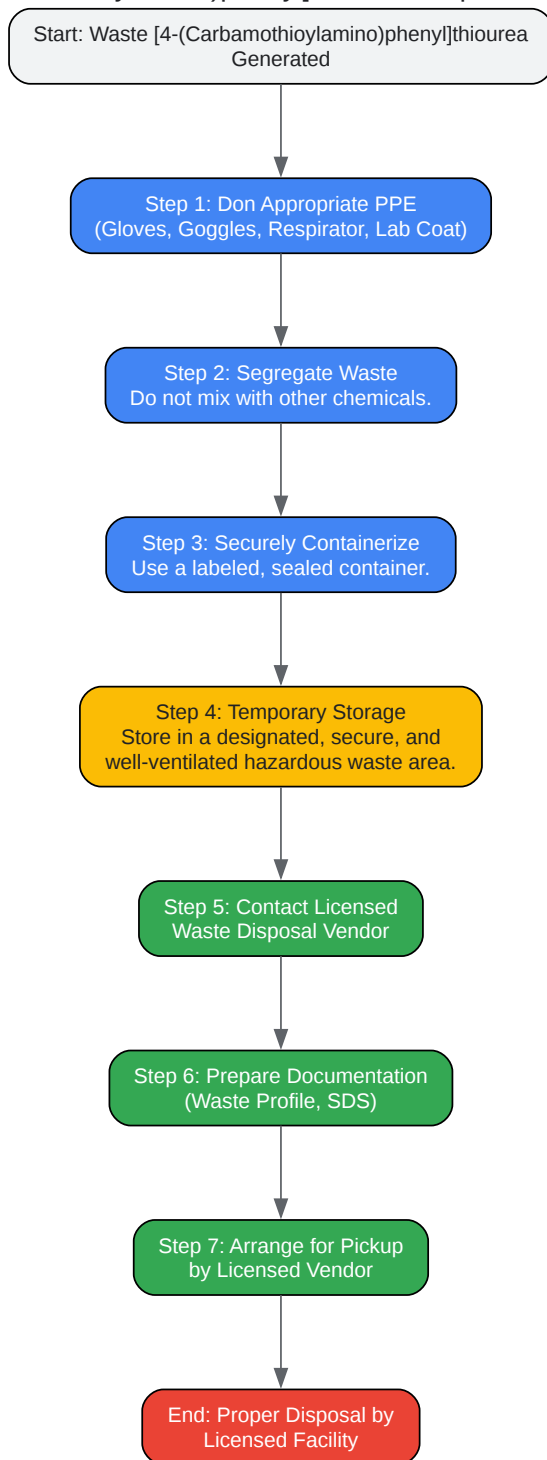 Start: Waste [4-(Carbamothioylamino)phenyl]thiourea
Generated
Step 1: Don Appropriate PPE
(Gloves, Goggles, Respirator, Lab Coat)
Step 2: Segregate Waste
Do not mix with other chemicals.
Step 3: Securely Containerize
Use a labeled, sealed container.
Step 4: Temporary Storage
Store in a designated, secure, and
well-ventilated hazardous waste area.
Step 5: Contact Licensed
Waste Disposal Vendor
Step 6: Prepare Documentation
(Waste Profile, SDS)
Step 7: Arrange for Pickup
by Licensed Vendor
End: Proper Disposal by
Licensed Facility